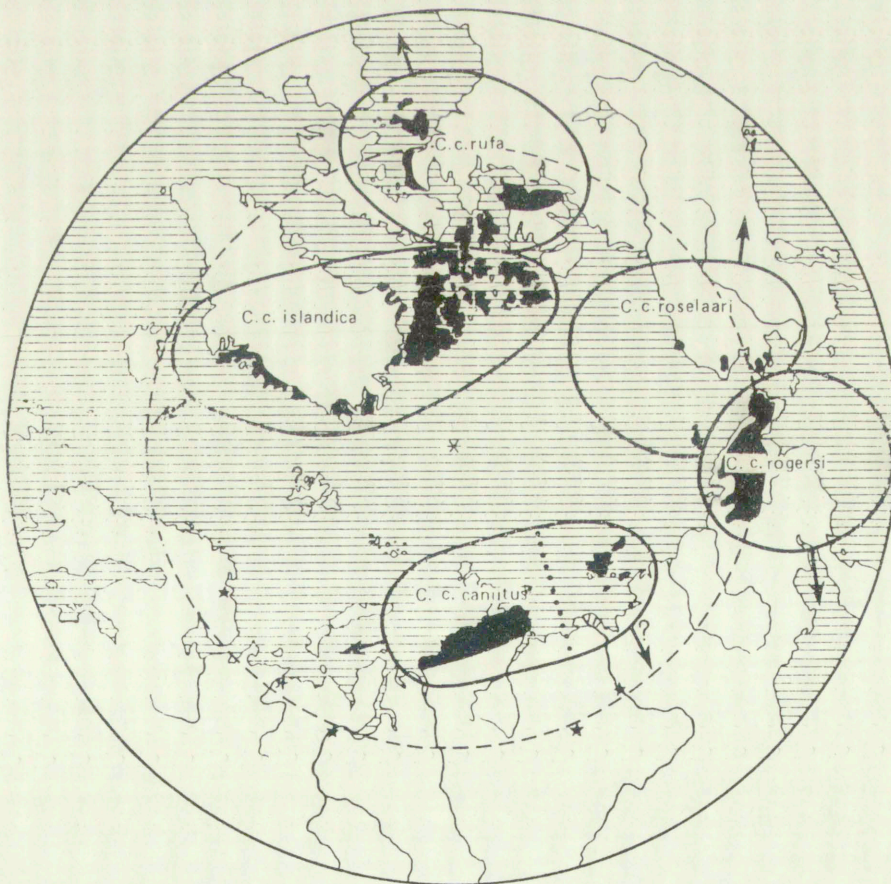 C.c.rufa
C.c. islandica
C.c.roselaari
C. c. rogersi
?
C. c. canutus
?